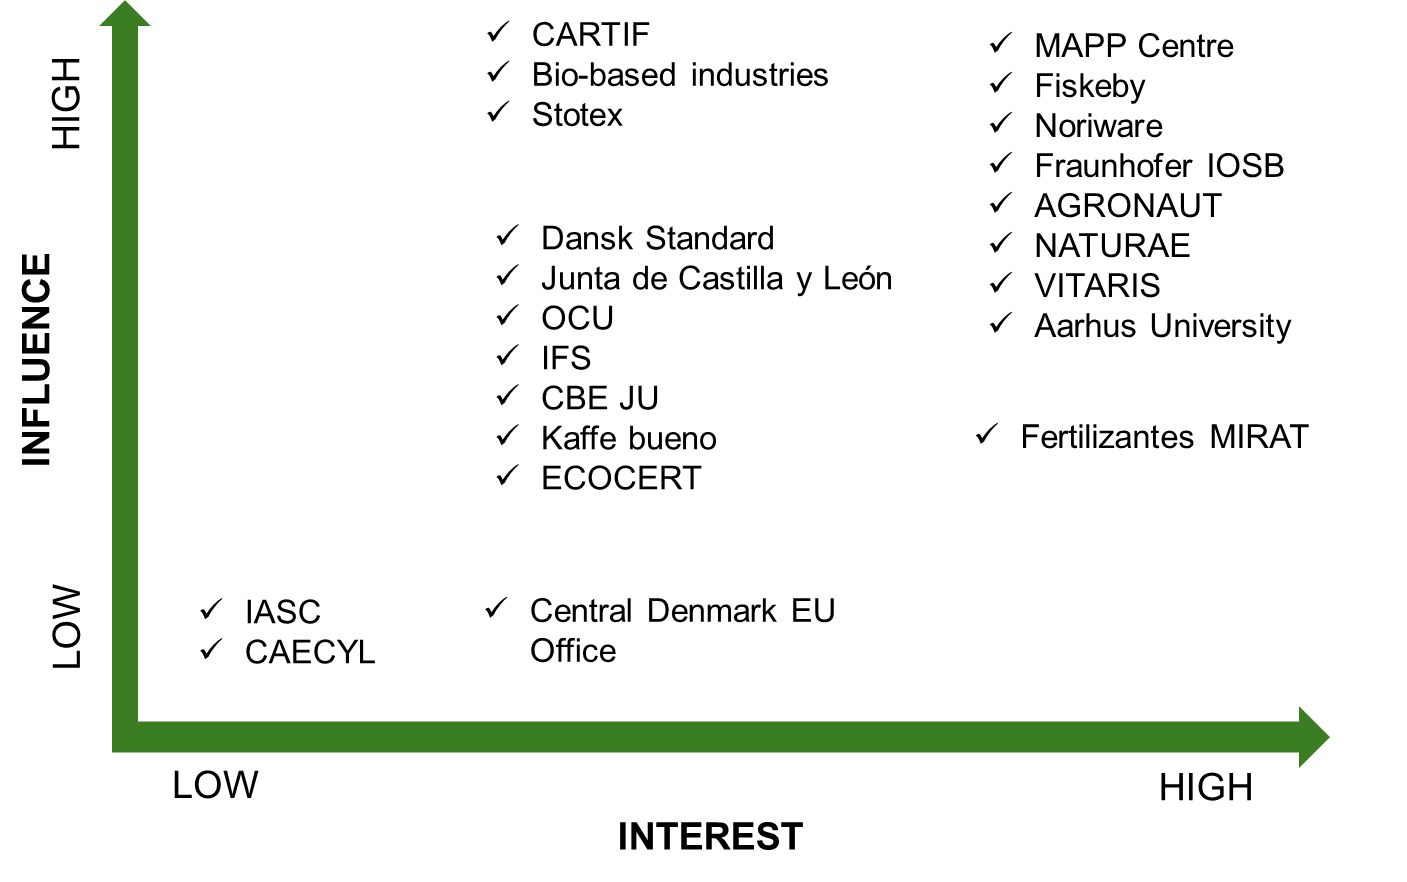 HIGH
INFLUENCE
LOW
✓ CARTIF
✓ Bio-based industries
✓ Stotex
✓ MAPP Centre
✓ Fiskeby
✓ Noriware
✓ Fraunhofer IOSB
✓ AGRONAUT
✓ NATURAE
✓ VITARIS
✓ Aarhus University
✓ Dansk Standard
✓ Junta de Castilla y León
✓ OCU
✓ IFS
✓ CBE JU
✓ Kaffe bueno
✓ ECOCERT
✓ Fertilizantes MIRAT
✓ IASC
✓ CAECYL
✓ Central Denmark EU
Office
LOW
HIGH
INTEREST